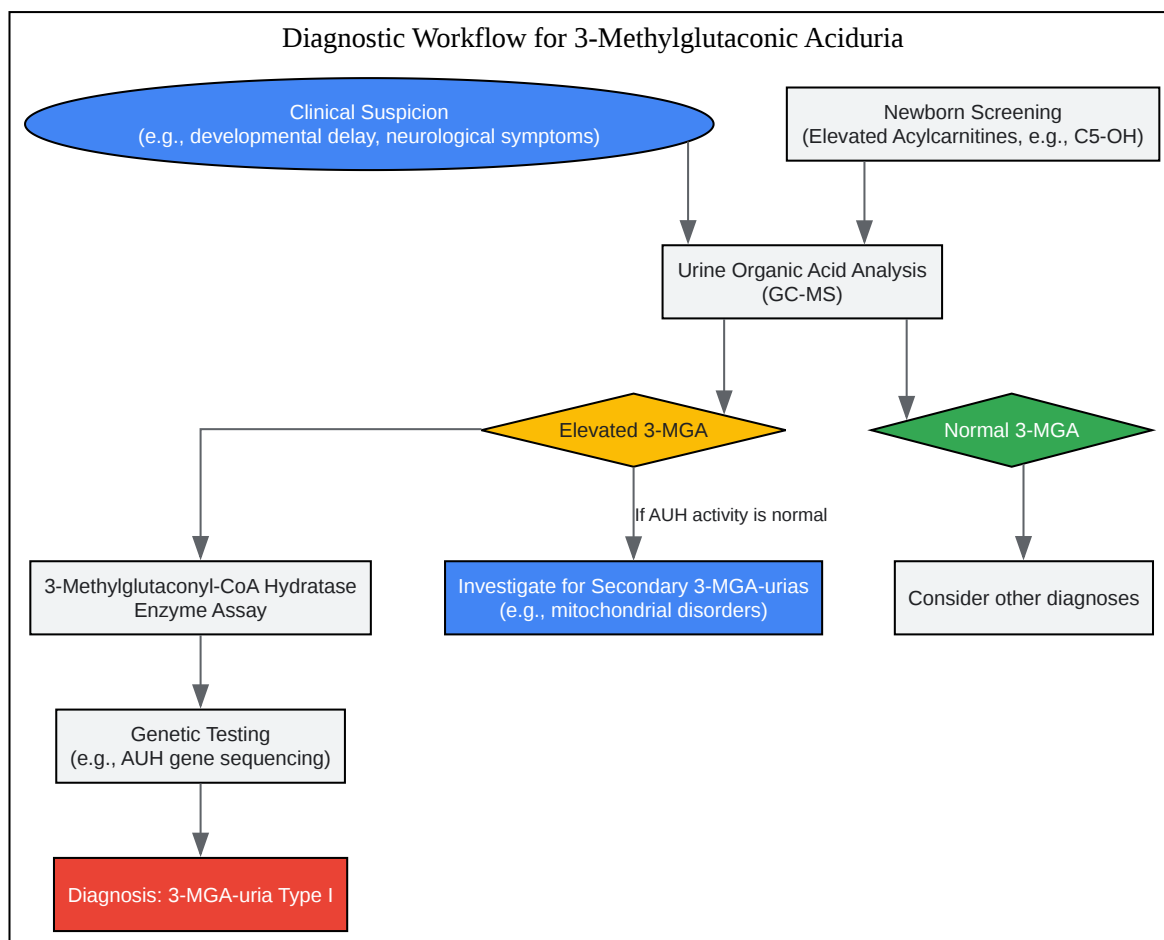 Diagnostic Workflow for 3-Methylglutaconic Aciduria
Clinical Suspicion
(e.g., developmental delay, neurological symptoms)
Newborn Screening
(Elevated Acylcarnitines, e.g., C5-OH)
Urine Organic Acid Analysis
(GC-MS)
Elevated 3-MGA
Normal 3-MGA
If AUH activity is normal
3-Methylglutaconyl-CoA Hydratase
Enzyme Assay
Investigate for Secondary 3-MGA-urias
(e.g., mitochondrial disorders)
Consider other diagnoses
Genetic Testing
(e.g., AUH gene sequencing)
Diagnosis: 3-MGA-uria Type I